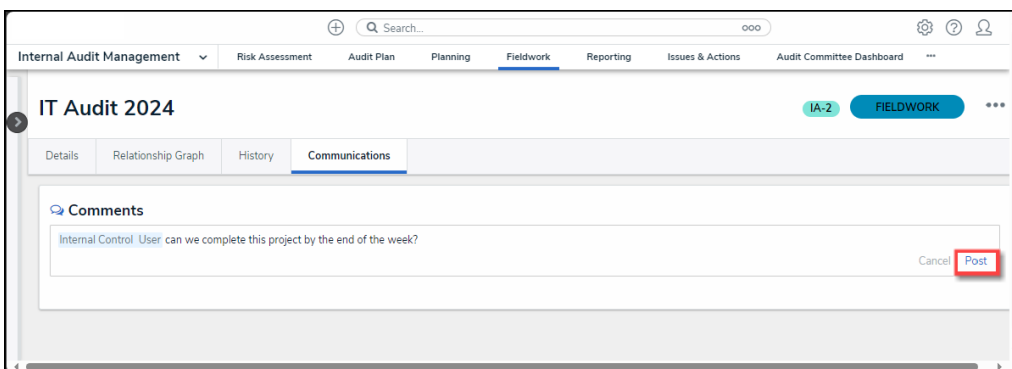 Search...
Internal Audit Management Risk Assessment Audit Plan Planning Fieldwork Reporting Issues & Actions Audit Committee Dashboard
IT Audit 2024 IA-2 FIELDWORK
Details Relationship Graph History Communications
Comments
Internal Control User can we complete this project by the end of the week?
Cancel Post